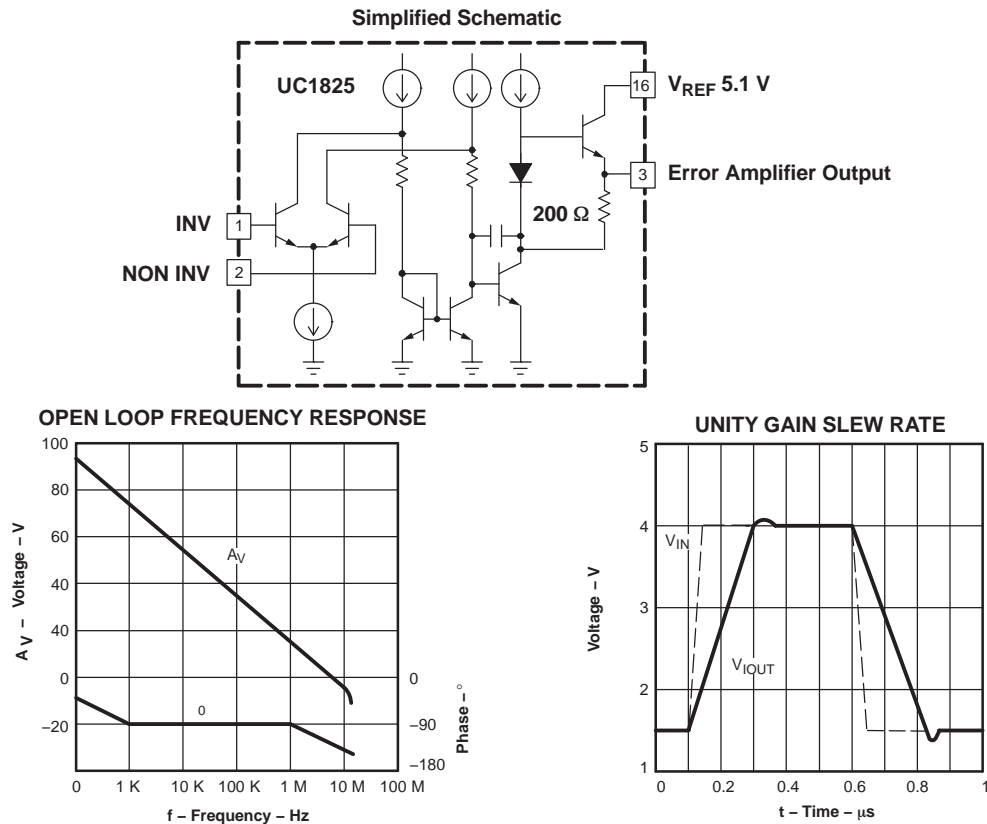 Simplified Schematic
UC1825
16 VREF 5.1 V
3 Error Amplifier Output
200 Ω
INV 1
NON INV 2
OPEN LOOP FREQUENCY RESPONSE
100
80
60
40
40
0
–20
AV – Voltage – V
AV
0
0
–90
–180
Phase – °
0 1 K 10 K 100 K 1 M 10 M 100 M
f – Frequency – Hz
UNITY GAIN SLEW RATE
5
4
3
2
1
Voltage – V
VIN
VIOUT
0 0.2 0.4 0.6 0.8 1
t – Time – μs